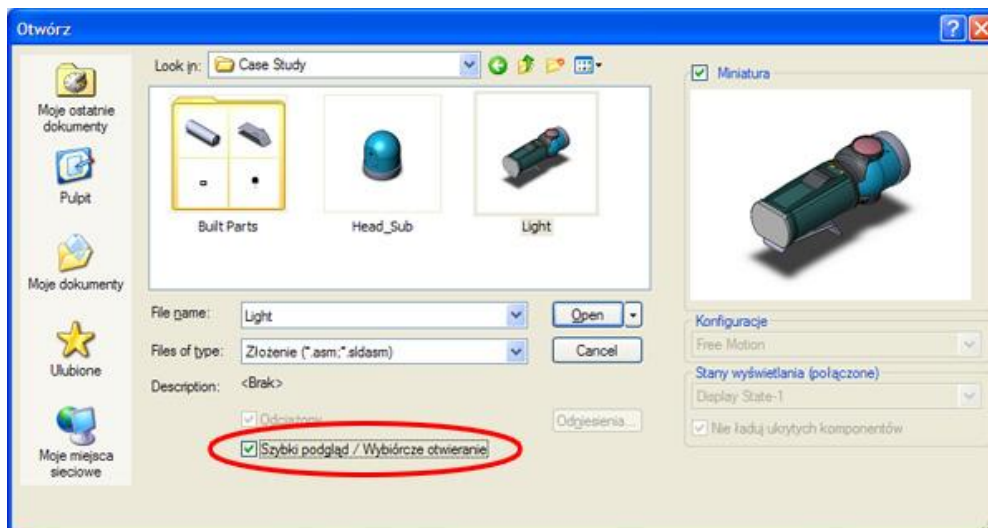 Otwórz
Look in:
Case Study
Miniatura
Moje ostatnie
dokumenty
Pulpit
Moje dokumenty
Ulubione
Moje miejsca
sieciowe
Built Parts
Head_Sub
Light
File name:
Light
Open
Files of type:
Złożenie (*.asm;*.sldasm)
Cancel
Description:
<Brak>
Odciążony
Odniesienia...
Szybki podgląd / Wybiórcze otwieranie
Konfiguracje
Free Motion
Stany wyświetlania (połączone)
Display State-1
Nie ładuj ukrytych komponentów